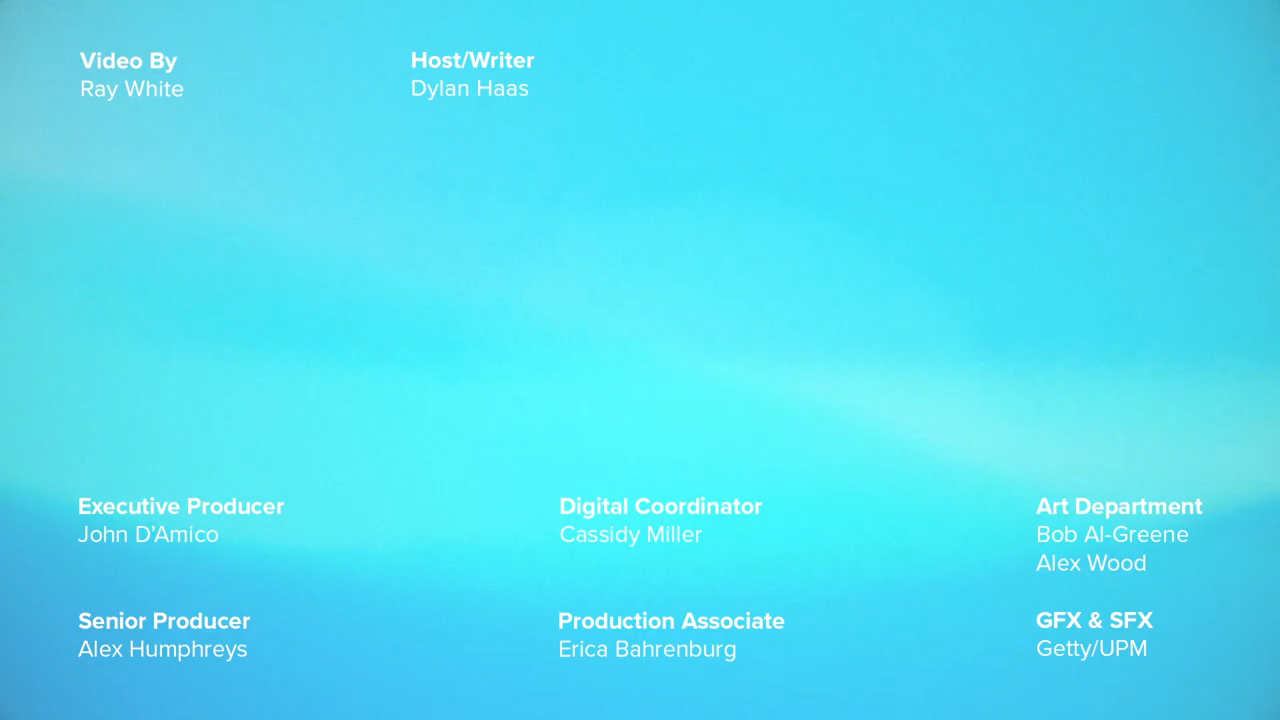 Video By
Ray White
Host/Writer
Dylan Haas
Executive Producer
John D’Amico
Digital Coordinator
Cassidy Miller
Art Department
Bob Al-Greene
Alex Wood
Senior Producer
Alex Humphreys
Production Associate
Erica Bahrenburg
GFX & SFX
Getty/UPM